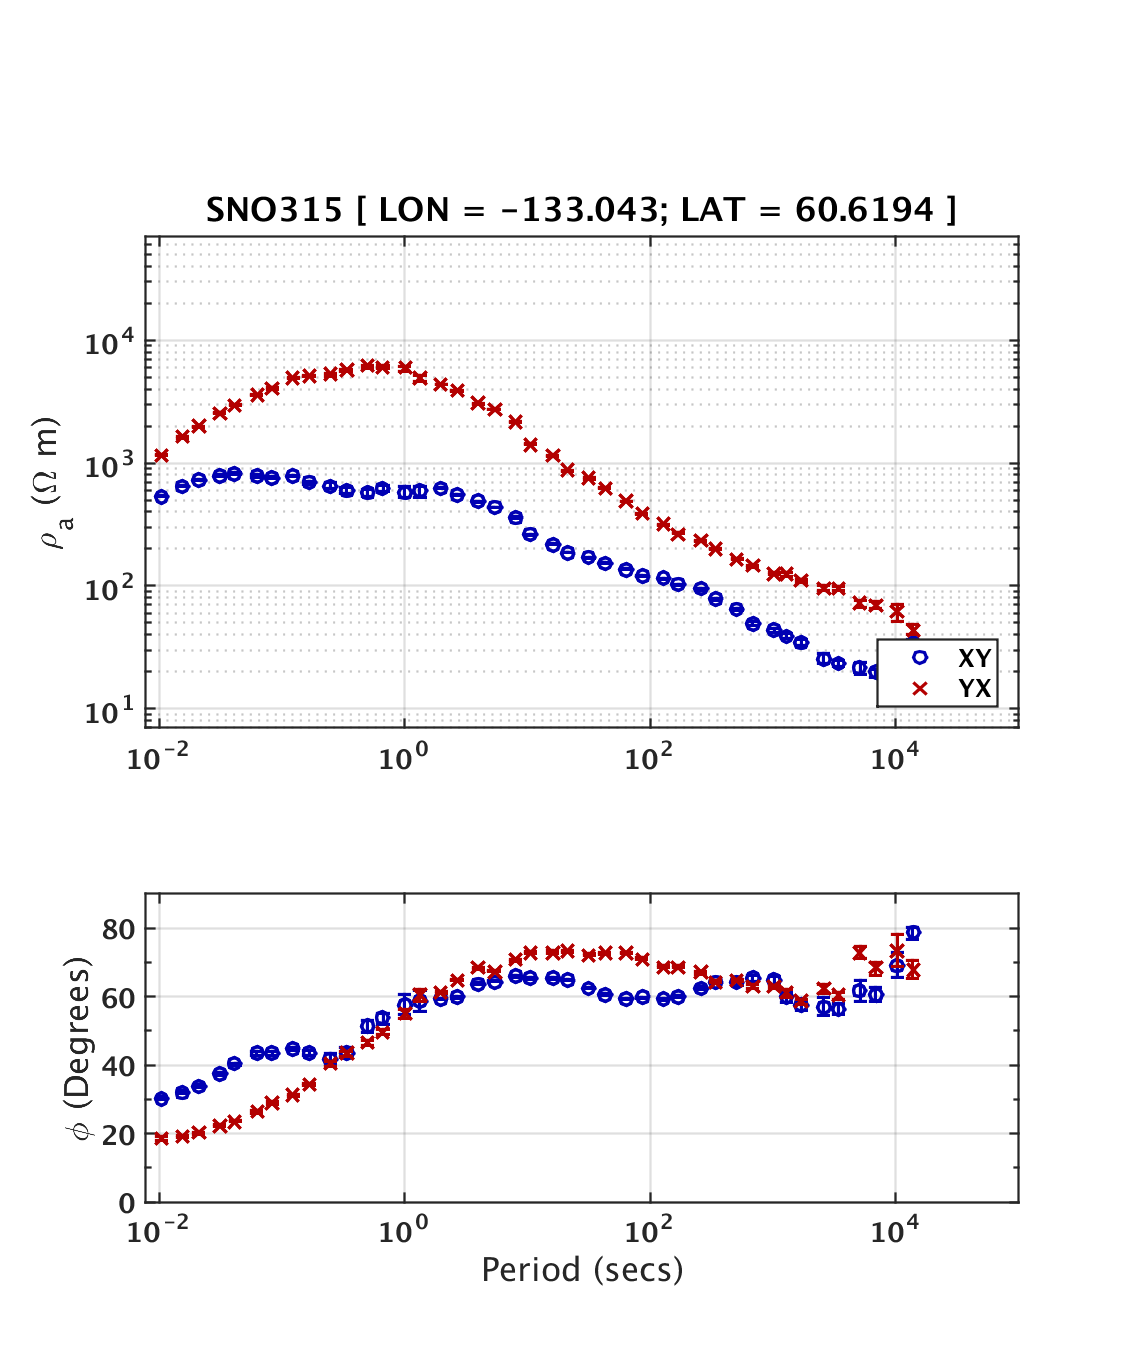 SNO315 [ LON = -133.043; LAT = 60.6194 ]
ρa (Ω m)
10^4
10^3
10^2
10^1
XY
YX
10^-2 10^0 10^2 10^4
ϕ (Degrees)
80
60
40
20
0
10^-2 10^0 10^2 10^4
Period (secs)